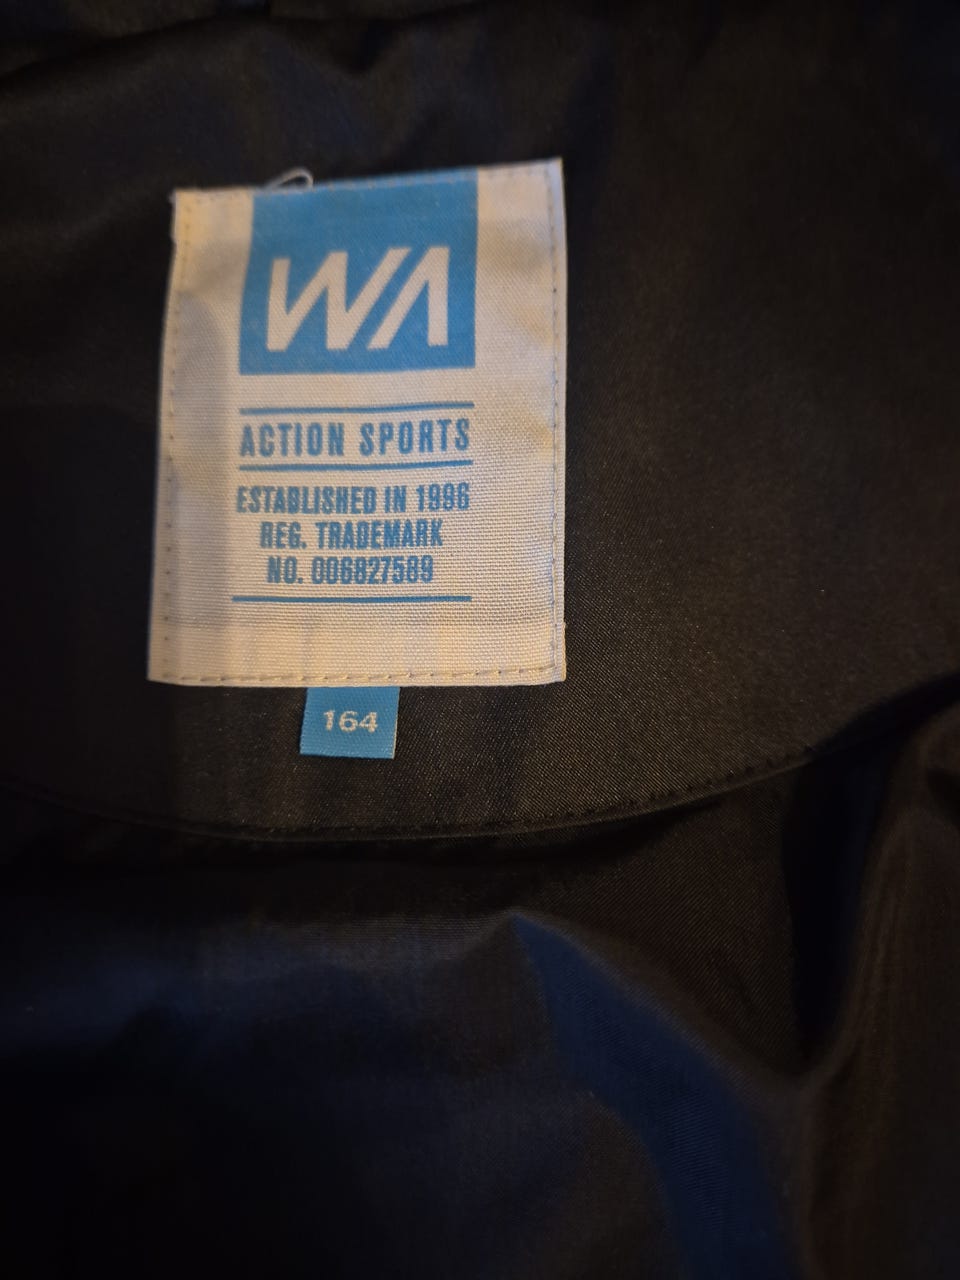 WA
ACTION SPORTS
ESTABLISHED IN 1996
REG. TRADEMARK
NO. 006827589
164